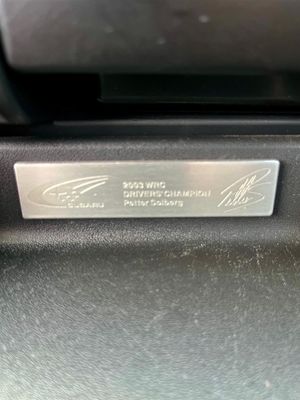 SUBARU
2003 WRC
DRIVERS' CHAMPION
Petter Solberg